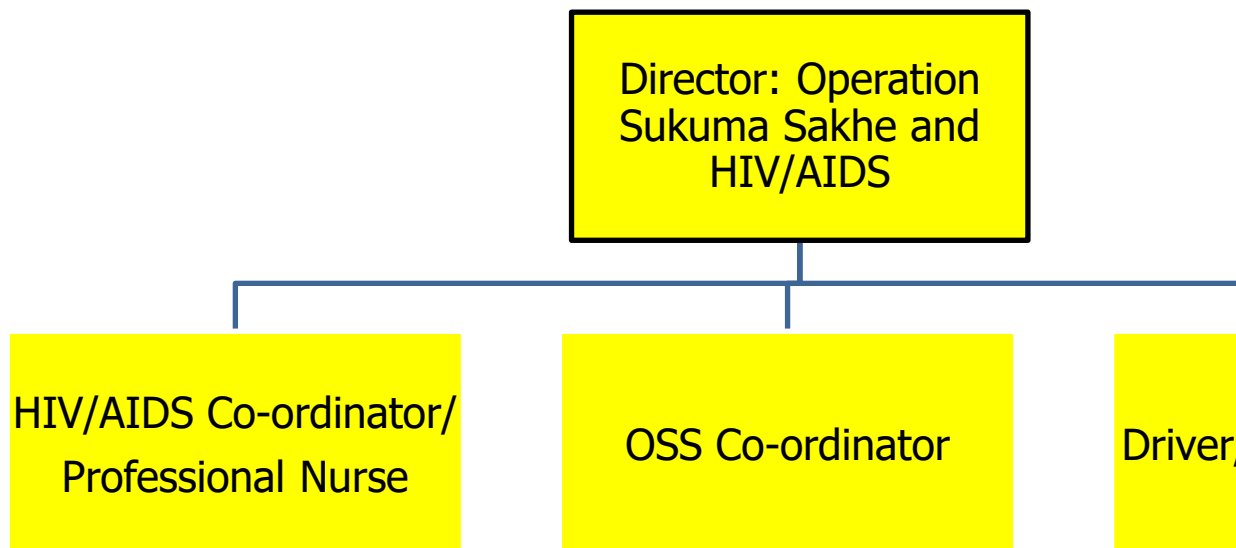 Director: Operation
Sukuma Sakhe and
HIV/AIDS
HIV/AIDS Co-ordinator/
Professional Nurse
OSS Co-ordinator
Driver/